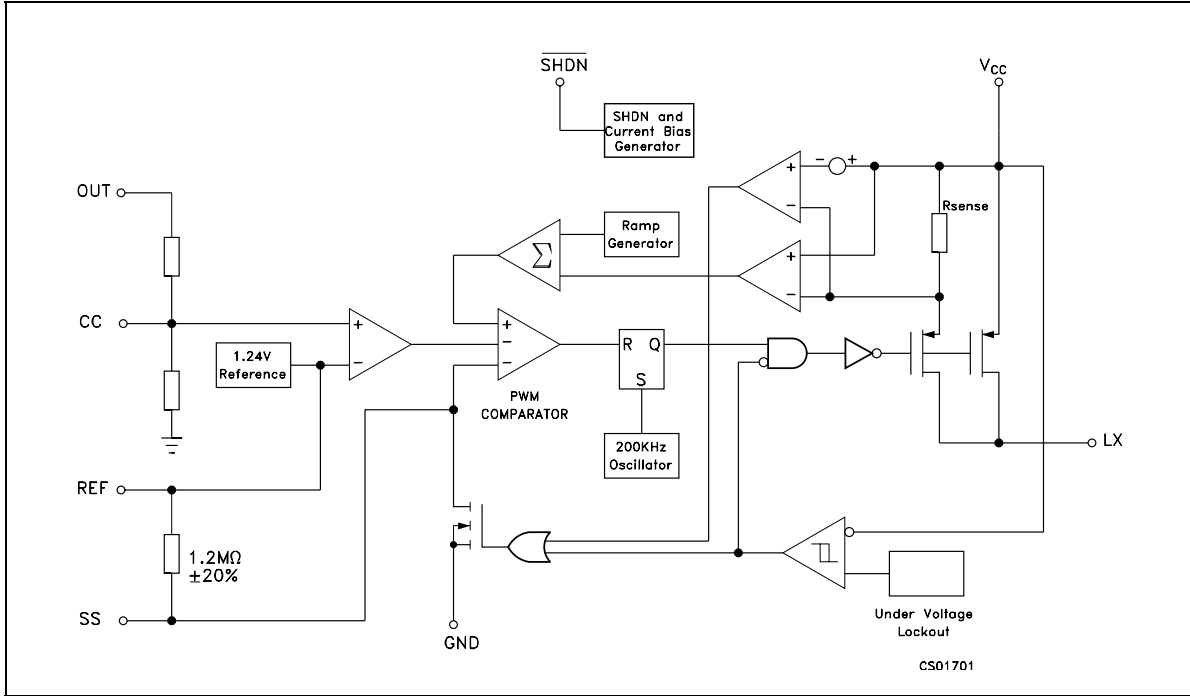 SHDN
VCC
SHDN and
Current Bias
Generator
OUT
+
-
- +
Rsense
Ramp
Generator
Σ
+
-
CC
+
-
+
-
-
1.24V
Reference
R Q
S
PWM
COMPARATOR
200KHz
Oscillator
LX
REF
1.2MΩ
±20%
SS
GND
Under Voltage
Lockout
CS01701